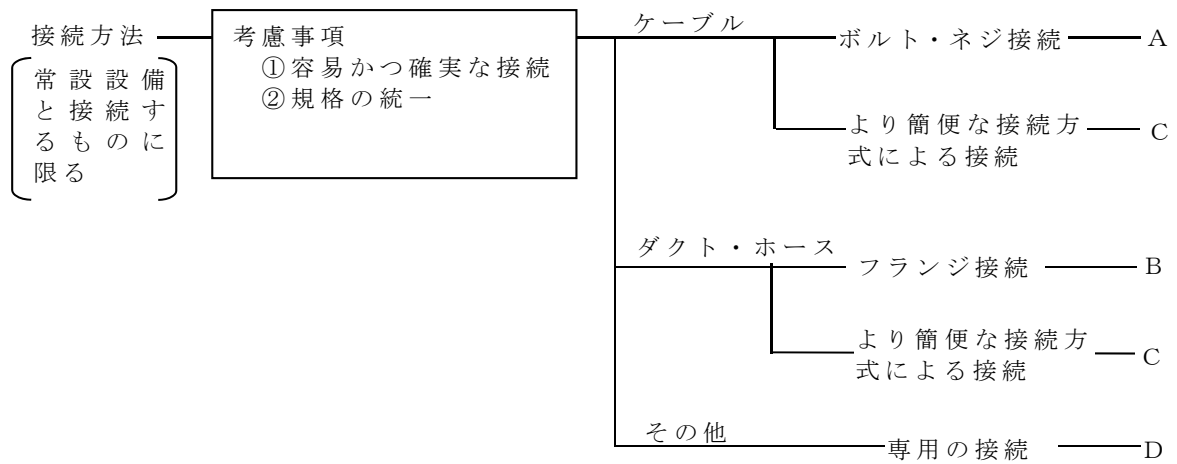 接続方法
常設設備
と接続す
るものに
限る
考慮事項
①容易かつ確実な接続
②規格の統一
ケーブル
ボルト・ネジ接続
A
より簡便な接続方
式による接続
C
ダクト・ホース
フランジ接続
B
より簡便な接続方
式による接続
C
その他
専用の接続
D